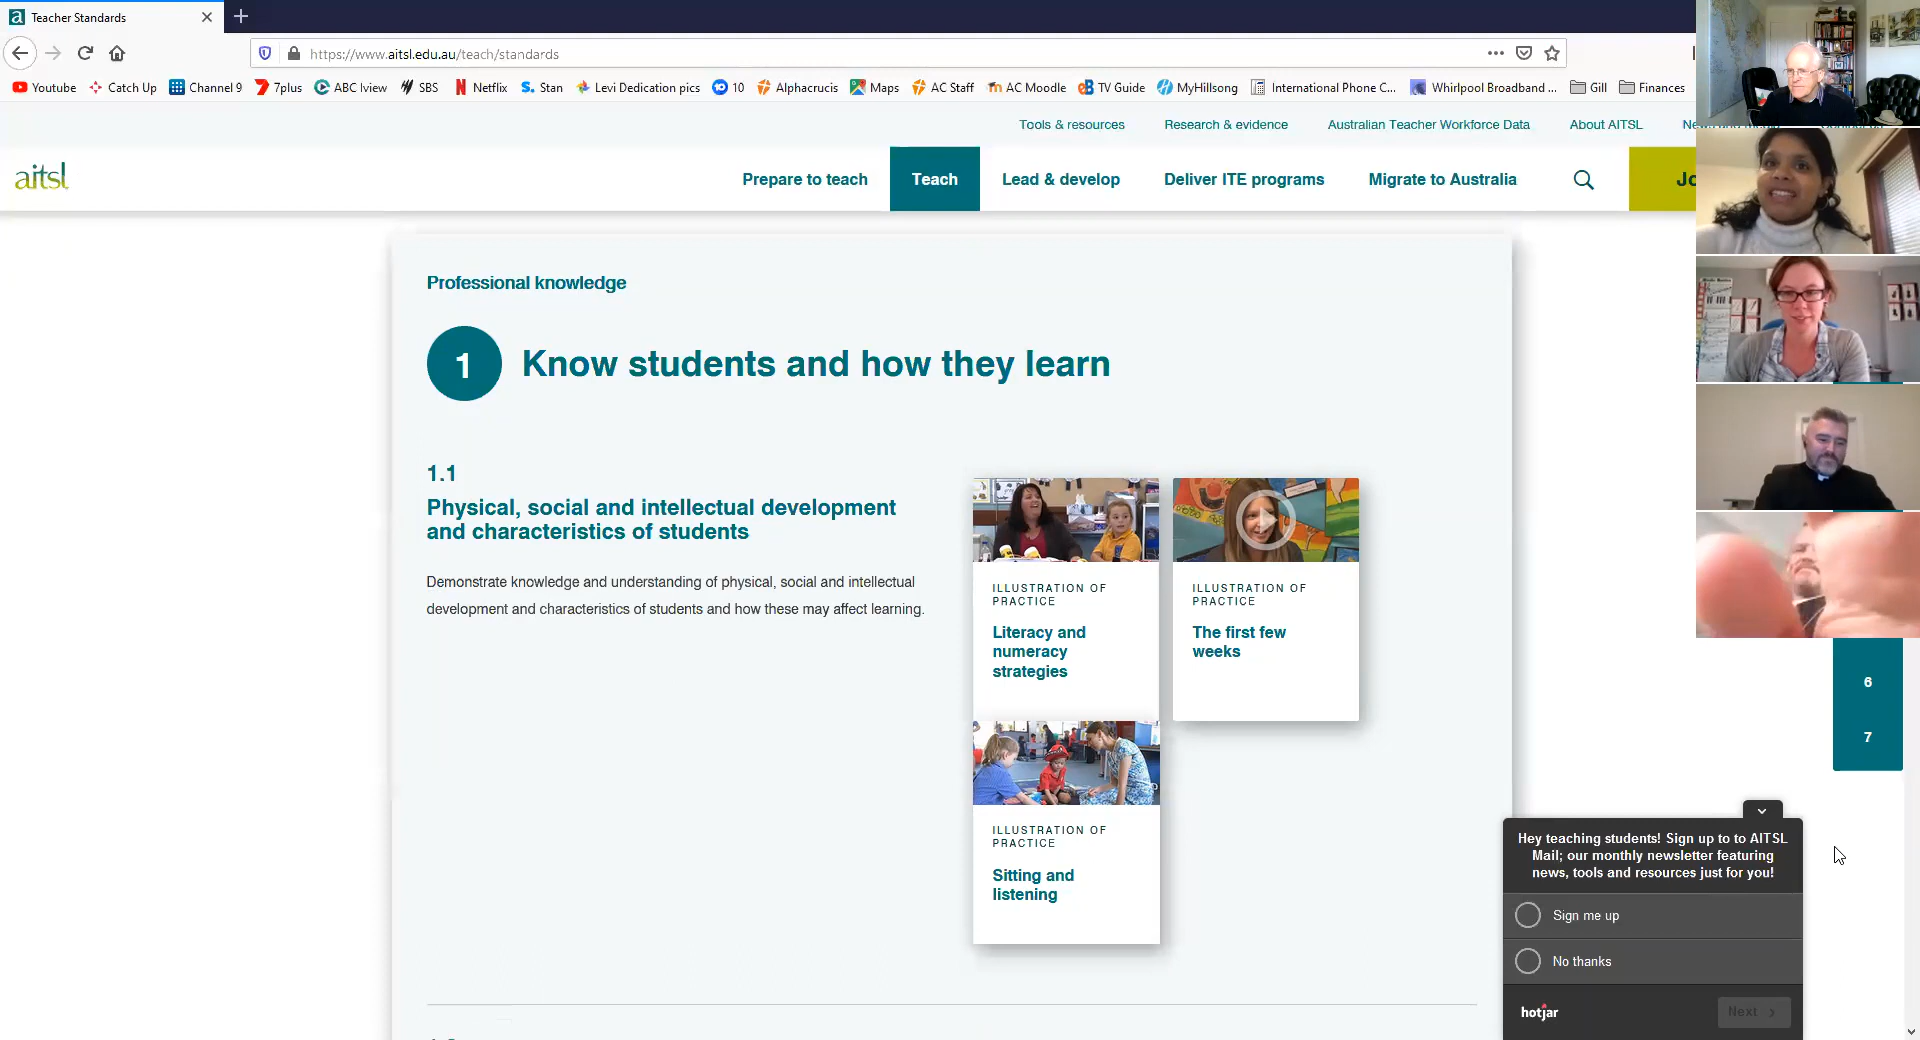 Teacher Standards
https://www.aitsl.edu.au/teach/standards
Youtube Catch Up Channel 9 7plus ABC Iview SBS Netflix Stan Levi Dedication pics 10 Alphacrucis Maps AC Staff AC Moodle TV Guide MyHillsong International Phone C... Whirlpool Broadband ... Gill Finances
Tools & resources Research & evidence Australian Teacher Workforce Data About AITSL
aitsl
Prepare to teach Teach Lead & develop Deliver ITE programs Migrate to Australia
Professional knowledge
1 Know students and how they learn
1.1
Physical, social and intellectual development
and characteristics of students
Demonstrate knowledge and understanding of physical, social and intellectual
development and characteristics of students and how these may affect learning.
ILLUSTRATION OF
PRACTICE
Literacy and
numeracy
strategies
ILLUSTRATION OF
PRACTICE
The first few
weeks
ILLUSTRATION OF
PRACTICE
Sitting and
listening
6
7
Hey teaching students! Sign up to to AITSL
Mail; our monthly newsletter featuring
news, tools and resources just for you!
Sign me up
No thanks
hotjar Next